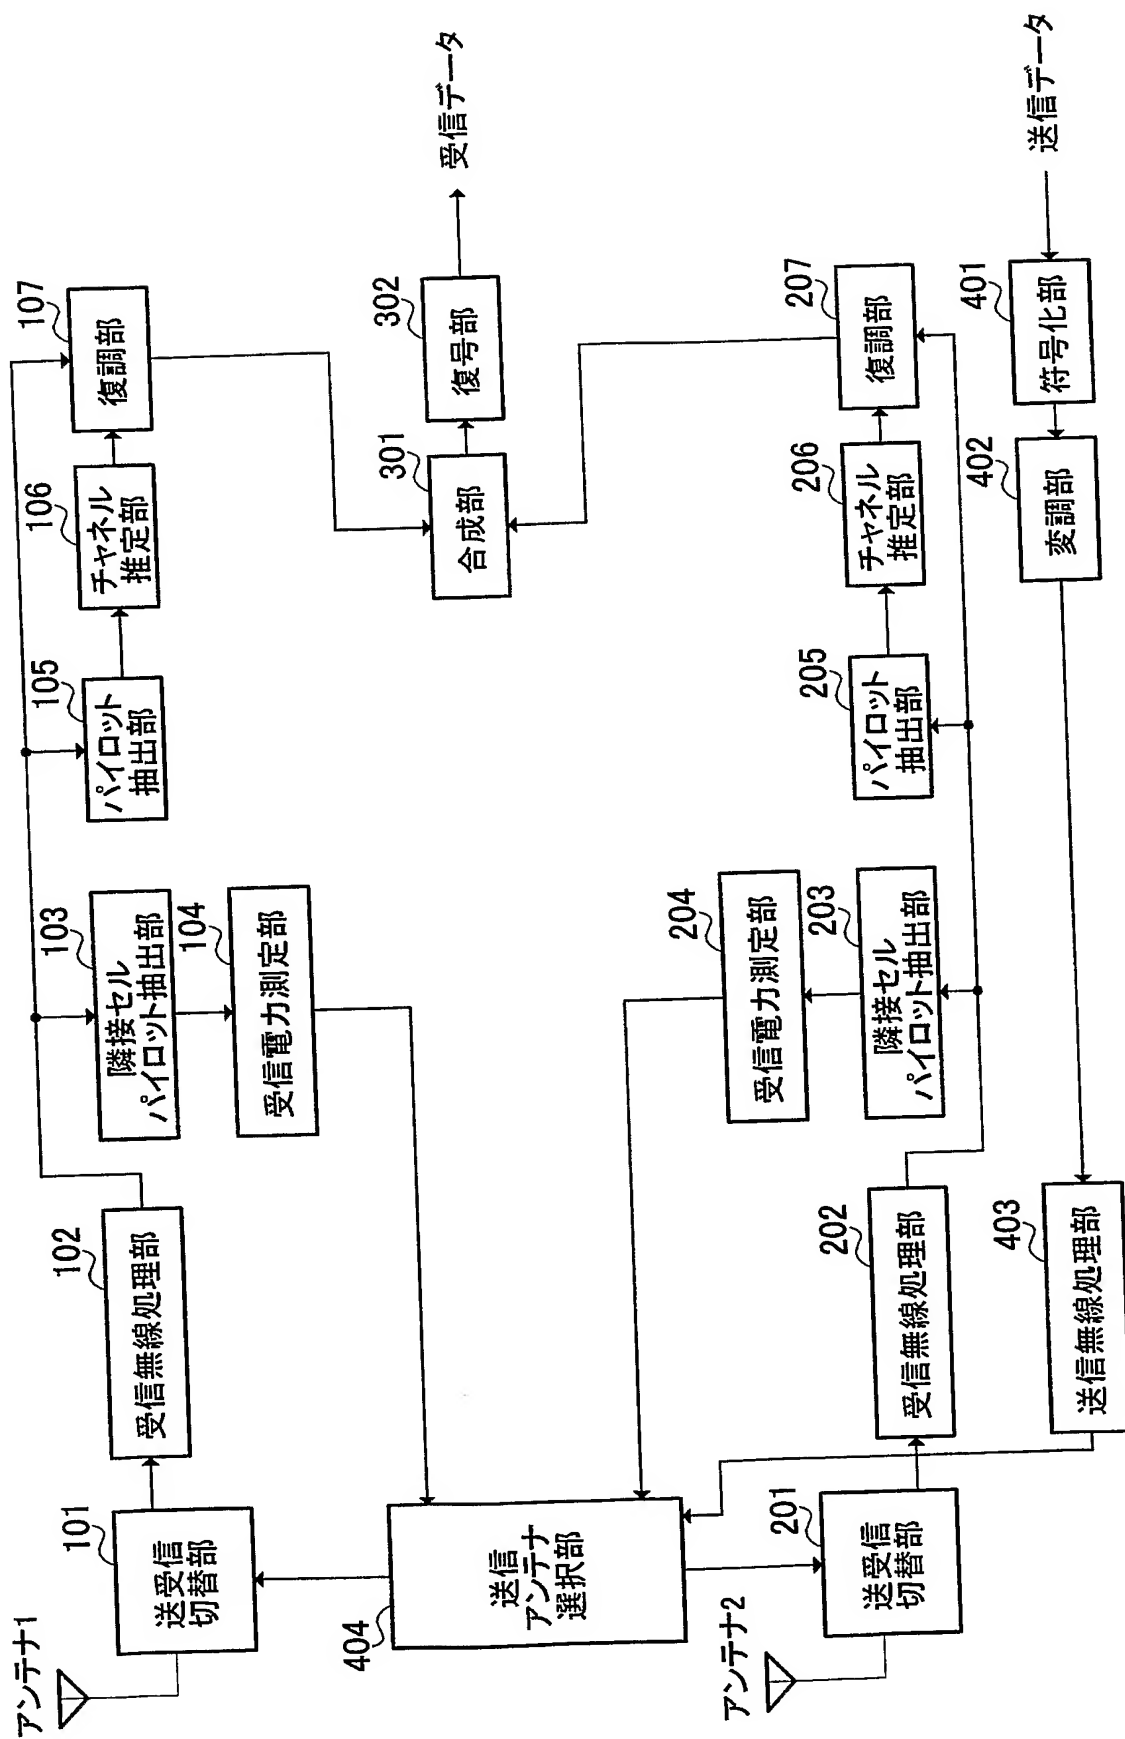 アンテナ1
101
送受信
切替部
102
受信無線処理部
103
隣接セル
パイロット抽出部
104
受信電力測定部
105
パイロット
抽出部
106
チャネル
推定部
107
復調部
404
送信
アンテナ
選択部
301
合成部
302
復号部
受信データ
アンテナ2
201
送受信
切替部
202
受信無線処理部
203
隣接セル
パイロット抽出部
204
受信電力測定部
205
パイロット
抽出部
206
チャネル
推定部
207
復調部
403
送信無線処理部
402
変調部
401
符号化部
送信データ